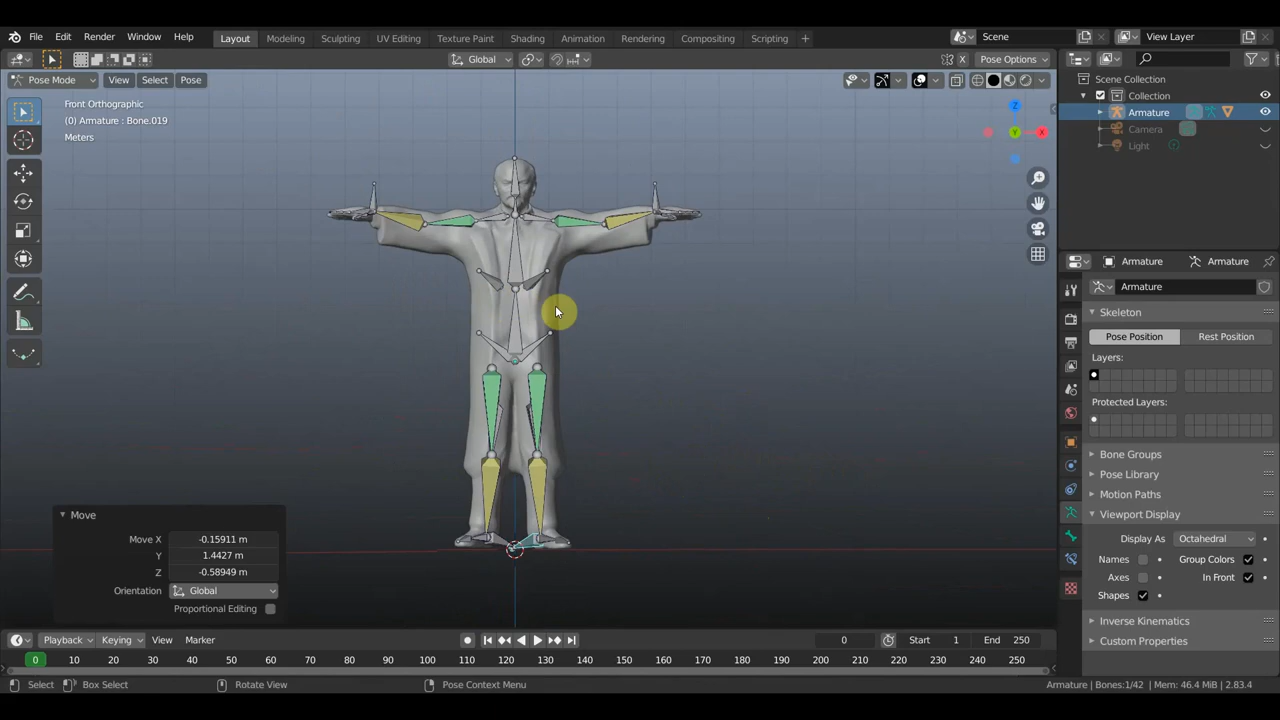 File Edit Render Window Help Layout Modeling Sculpting UV Editing Texture Paint Shading Animation Rendering Compositing Scripting + Scene View Layer
Global X Pose Options
Pose Mode View Select Pose
Scene Collection
Collection
Armature
Camera
Light
Front Orthographic
(0) Armature : Bone.019
Meters
Z
Y
X
Armature Armature
Armature
Skeleton
Pose Position Rest Position
Layers:
Protected Layers:
Bone Groups
Pose Library
Motion Paths
Viewport Display
Display As Octahedral
Names Group Colors
Axes In Front
Shapes
Inverse Kinematics
Custom Properties
Move
Move X -0.15911 m
Y 1.4427 m
Z -0.58949 m
Orientation Global
Proportional Editing
Playback Keying View Marker 0 Start 1 End 250
0 10 20 30 40 50 60 70 80 90 100 110 120 130 140 150 160 170 180 190 200 210 220 230 240 250
Select Box Select Rotate View Pose Context Menu Armature | Bones:1/42 | Mem: 46.4 MiB | 2.83.4